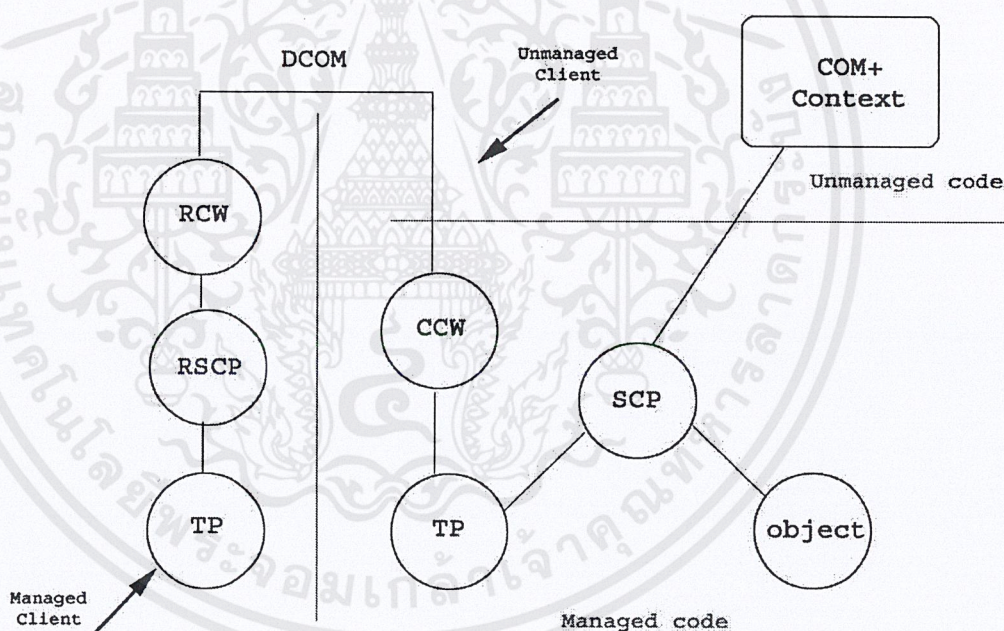 DCOM
Unmanaged
Client
COM+
Context
Unmanaged code
RCW
CCW
RSCP
SCP
TP
TP
object
Managed
Client
Managed code